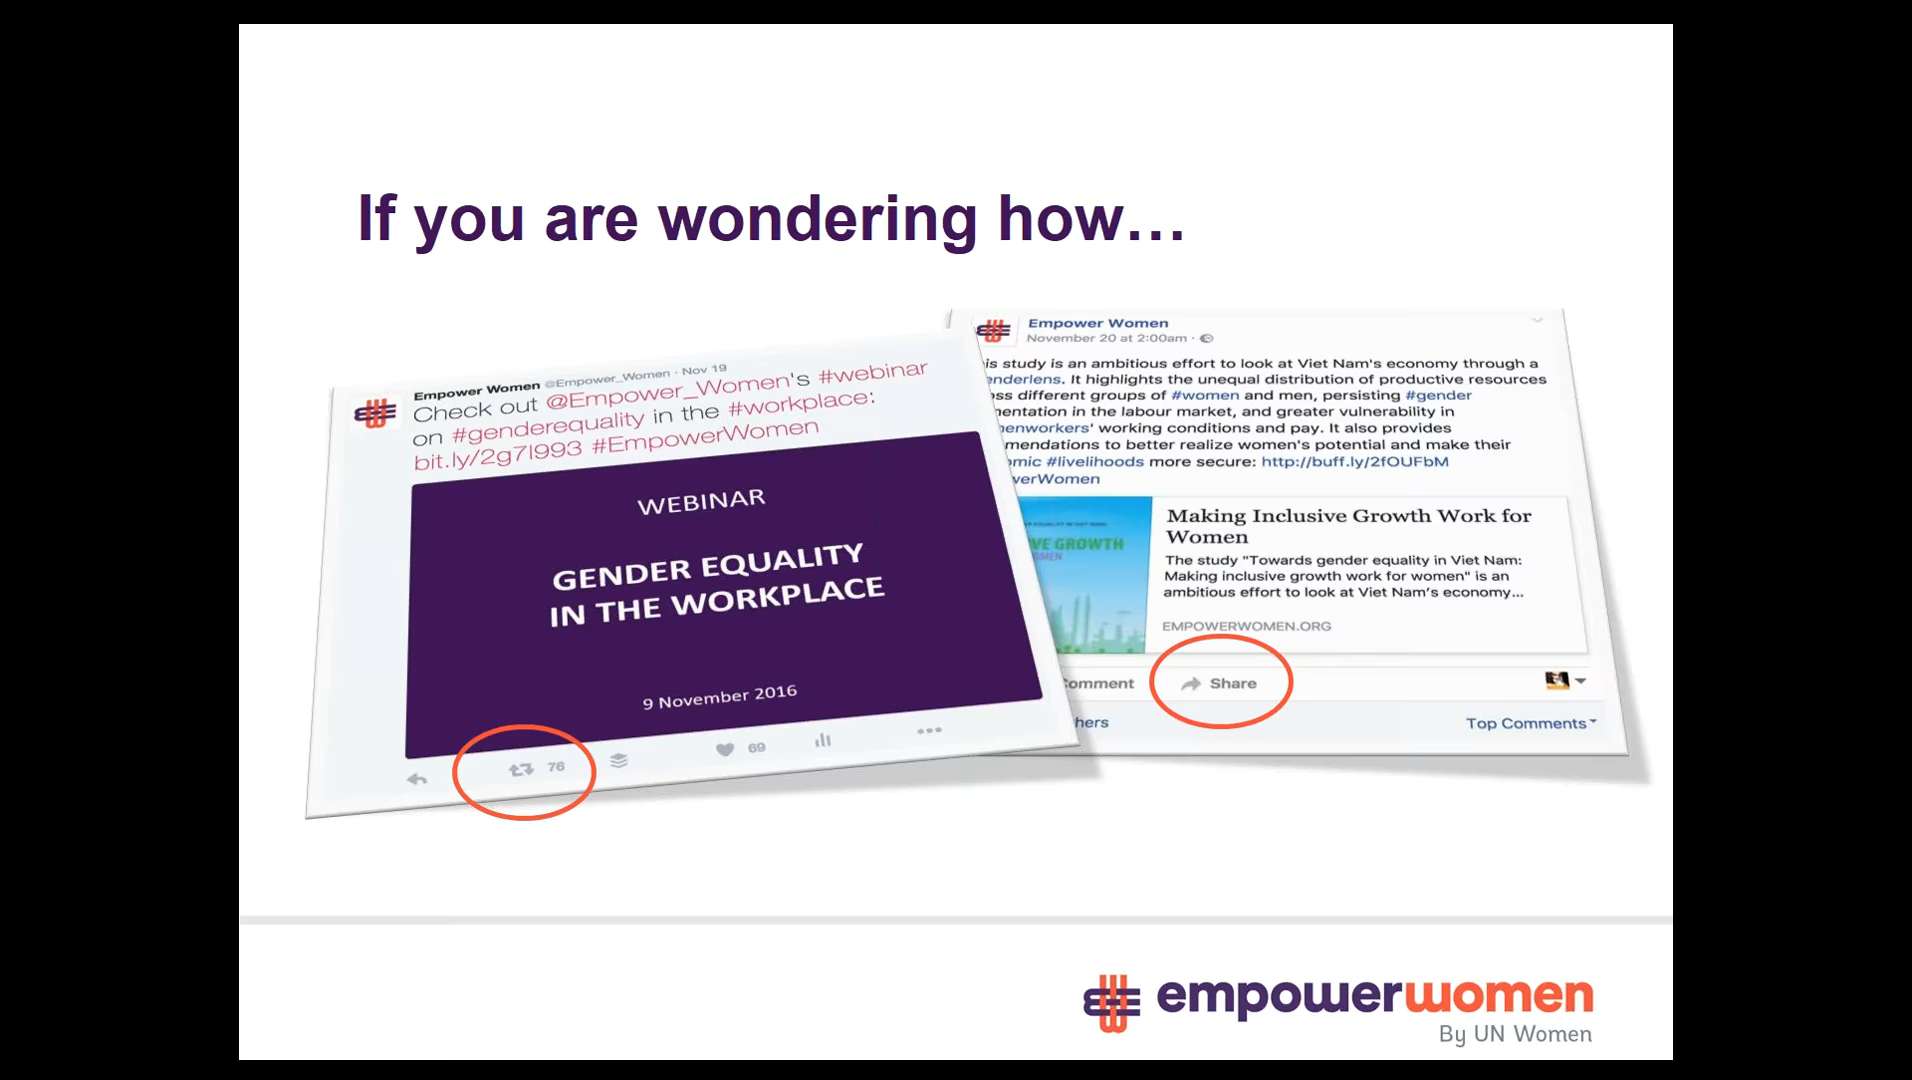 If you are wondering how...
Empower Women @Empower_Women · Nov 19
Check out @Empower_Women's #webinar
on #genderequality in the #workplace:
bit.ly/2g7I993 #EmpowerWomen
WEBINAR
GENDER EQUALITY
IN THE WORKPLACE
9 November 2016
76
69
Empower Women
November 20 at 2:00am ·
is study is an ambitious effort to look at Viet Nam's economy through a
enderlens. It highlights the unequal distribution of productive resources
ss different groups of #women and men, persisting #gender
nentation in the labour market, and greater vulnerability in
nenworkers' working conditions and pay. It also provides
mendations to better realize women's potential and make their
omic #livelihoods more secure: http://buff.ly/2fOUFbM
verWomen
VE GROWTH
OMEN
Making Inclusive Growth Work for
Women
The study "Towards gender equality in Viet Nam:
Making inclusive growth work for women" is an
ambitious effort to look at Viet Nam's economy...
EMPOWERWOMEN.ORG
omment
Share
hers
Top Comments
empowerwomen
By UN Women